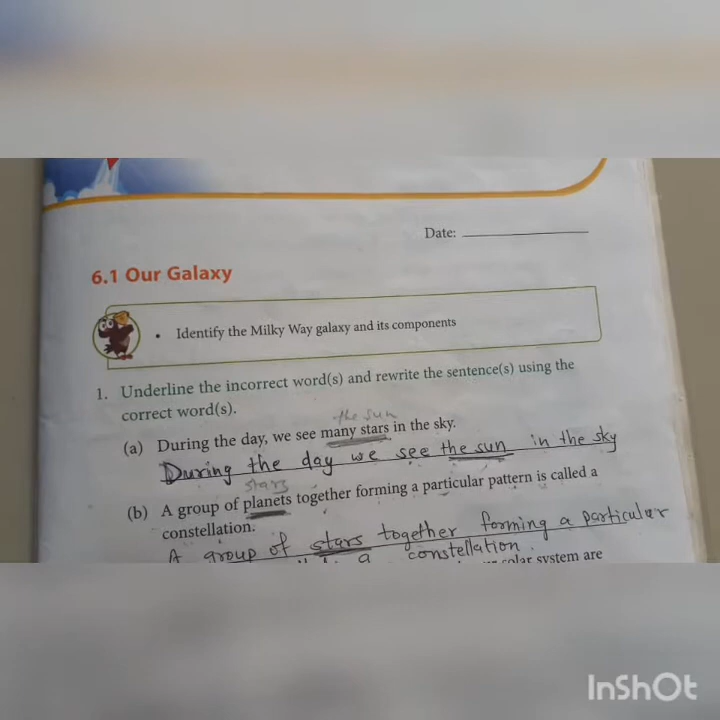 Date:
6.1 Our Galaxy
• Identify the Milky Way galaxy and its components
1. Underline the incorrect word(s) and rewrite the sentence(s) using the
correct word(s).
the sun
(a) During the day, we see many stars in the sky.
During the day we see the sun in the sky
stars
(b) A group of planets together forming a particular pattern is called a
constellation.
A group of stars together forming a particular
a constellation.
system are
InShOt